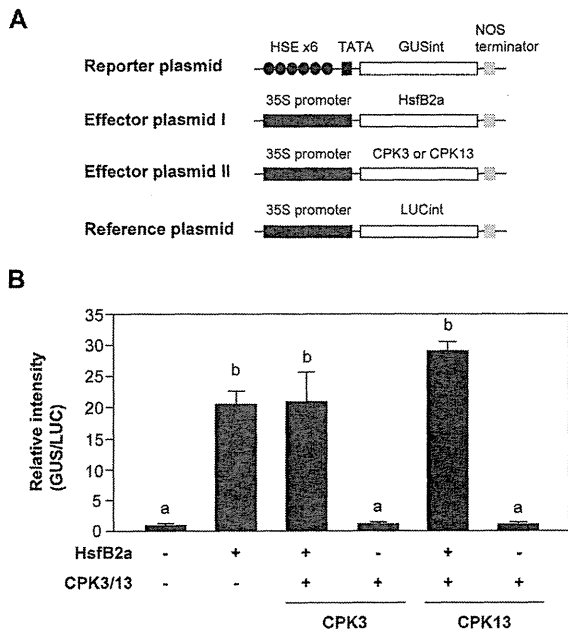 A
HSE x6 TATA GUSint NOS terminator
Reporter plasmid
35S promoter HsfB2a
Effector plasmid I
35S promoter CPK3 or CPK13
Effector plasmid II
35S promoter LUCint
Reference plasmid
B
Relative intensity
(GUS/LUC)
35
30
25
20
15
10
5
0
a b b a b a
HsfB2a - + + - + -
CPK3/13 - - + + + +
CPK3 CPK13